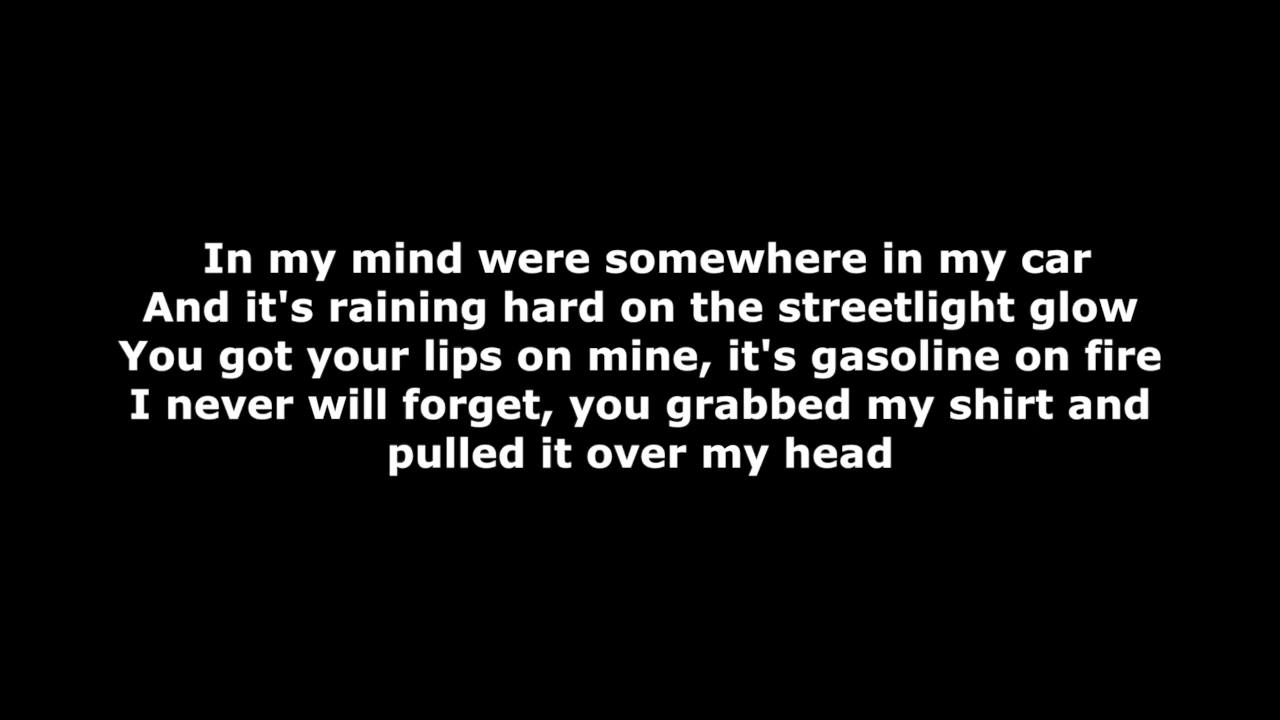 In my mind were somewhere in my car
And it's raining hard on the streetlight glow
You got your lips on mine, it's gasoline on fire
I never will forget, you grabbed my shirt and
pulled it over my head